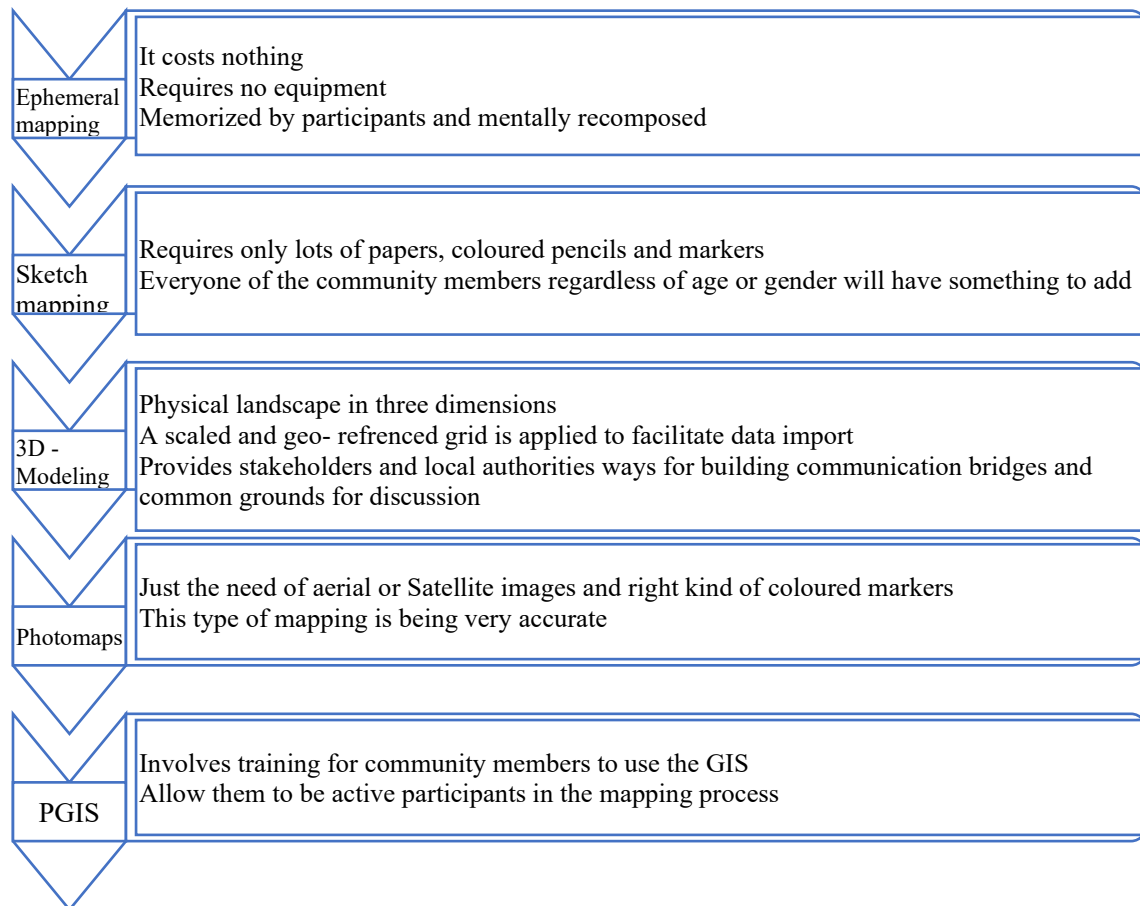 Ephemeral
mapping
It costs nothing
Requires no equipment
Memorized by participants and mentally recomposed
Sketch
mapping
Requires only lots of papers, coloured pencils and markers
Everyone of the community members regardless of age or gender will have something to add
3D -
Modeling
Physical landscape in three dimensions
A scaled and geo- refrenced grid is applied to facilitate data import
Provides stakeholders and local authorities ways for building communication bridges and
common grounds for discussion
Photomaps
Just the need of aerial or Satellite images and right kind of coloured markers
This type of mapping is being very accurate
PGIS
Involves training for community members to use the GIS
Allow them to be active participants in the mapping process